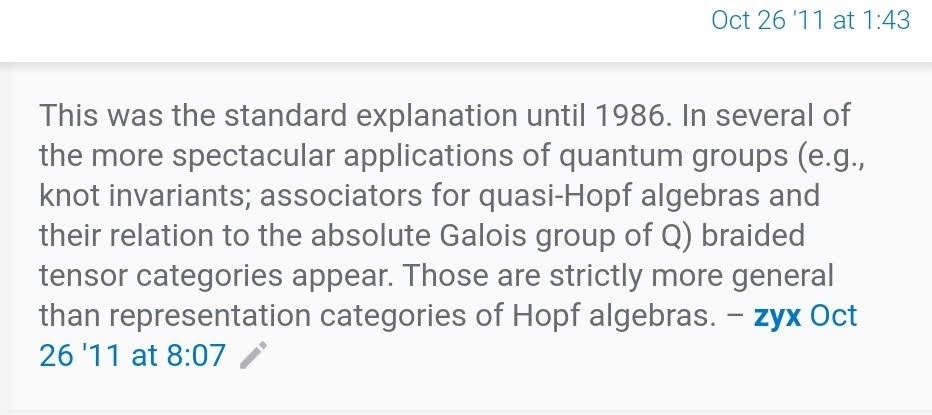 Oct 26 '11 at 1:43
This was the standard explanation until 1986. In several of
the more spectacular applications of quantum groups (e.g.,
knot invariants; associators for quasi-Hopf algebras and
their relation to the absolute Galois group of Q) braided
tensor categories appear. Those are strictly more general
than representation categories of Hopf algebras. – zyx Oct
26 '11 at 8:07